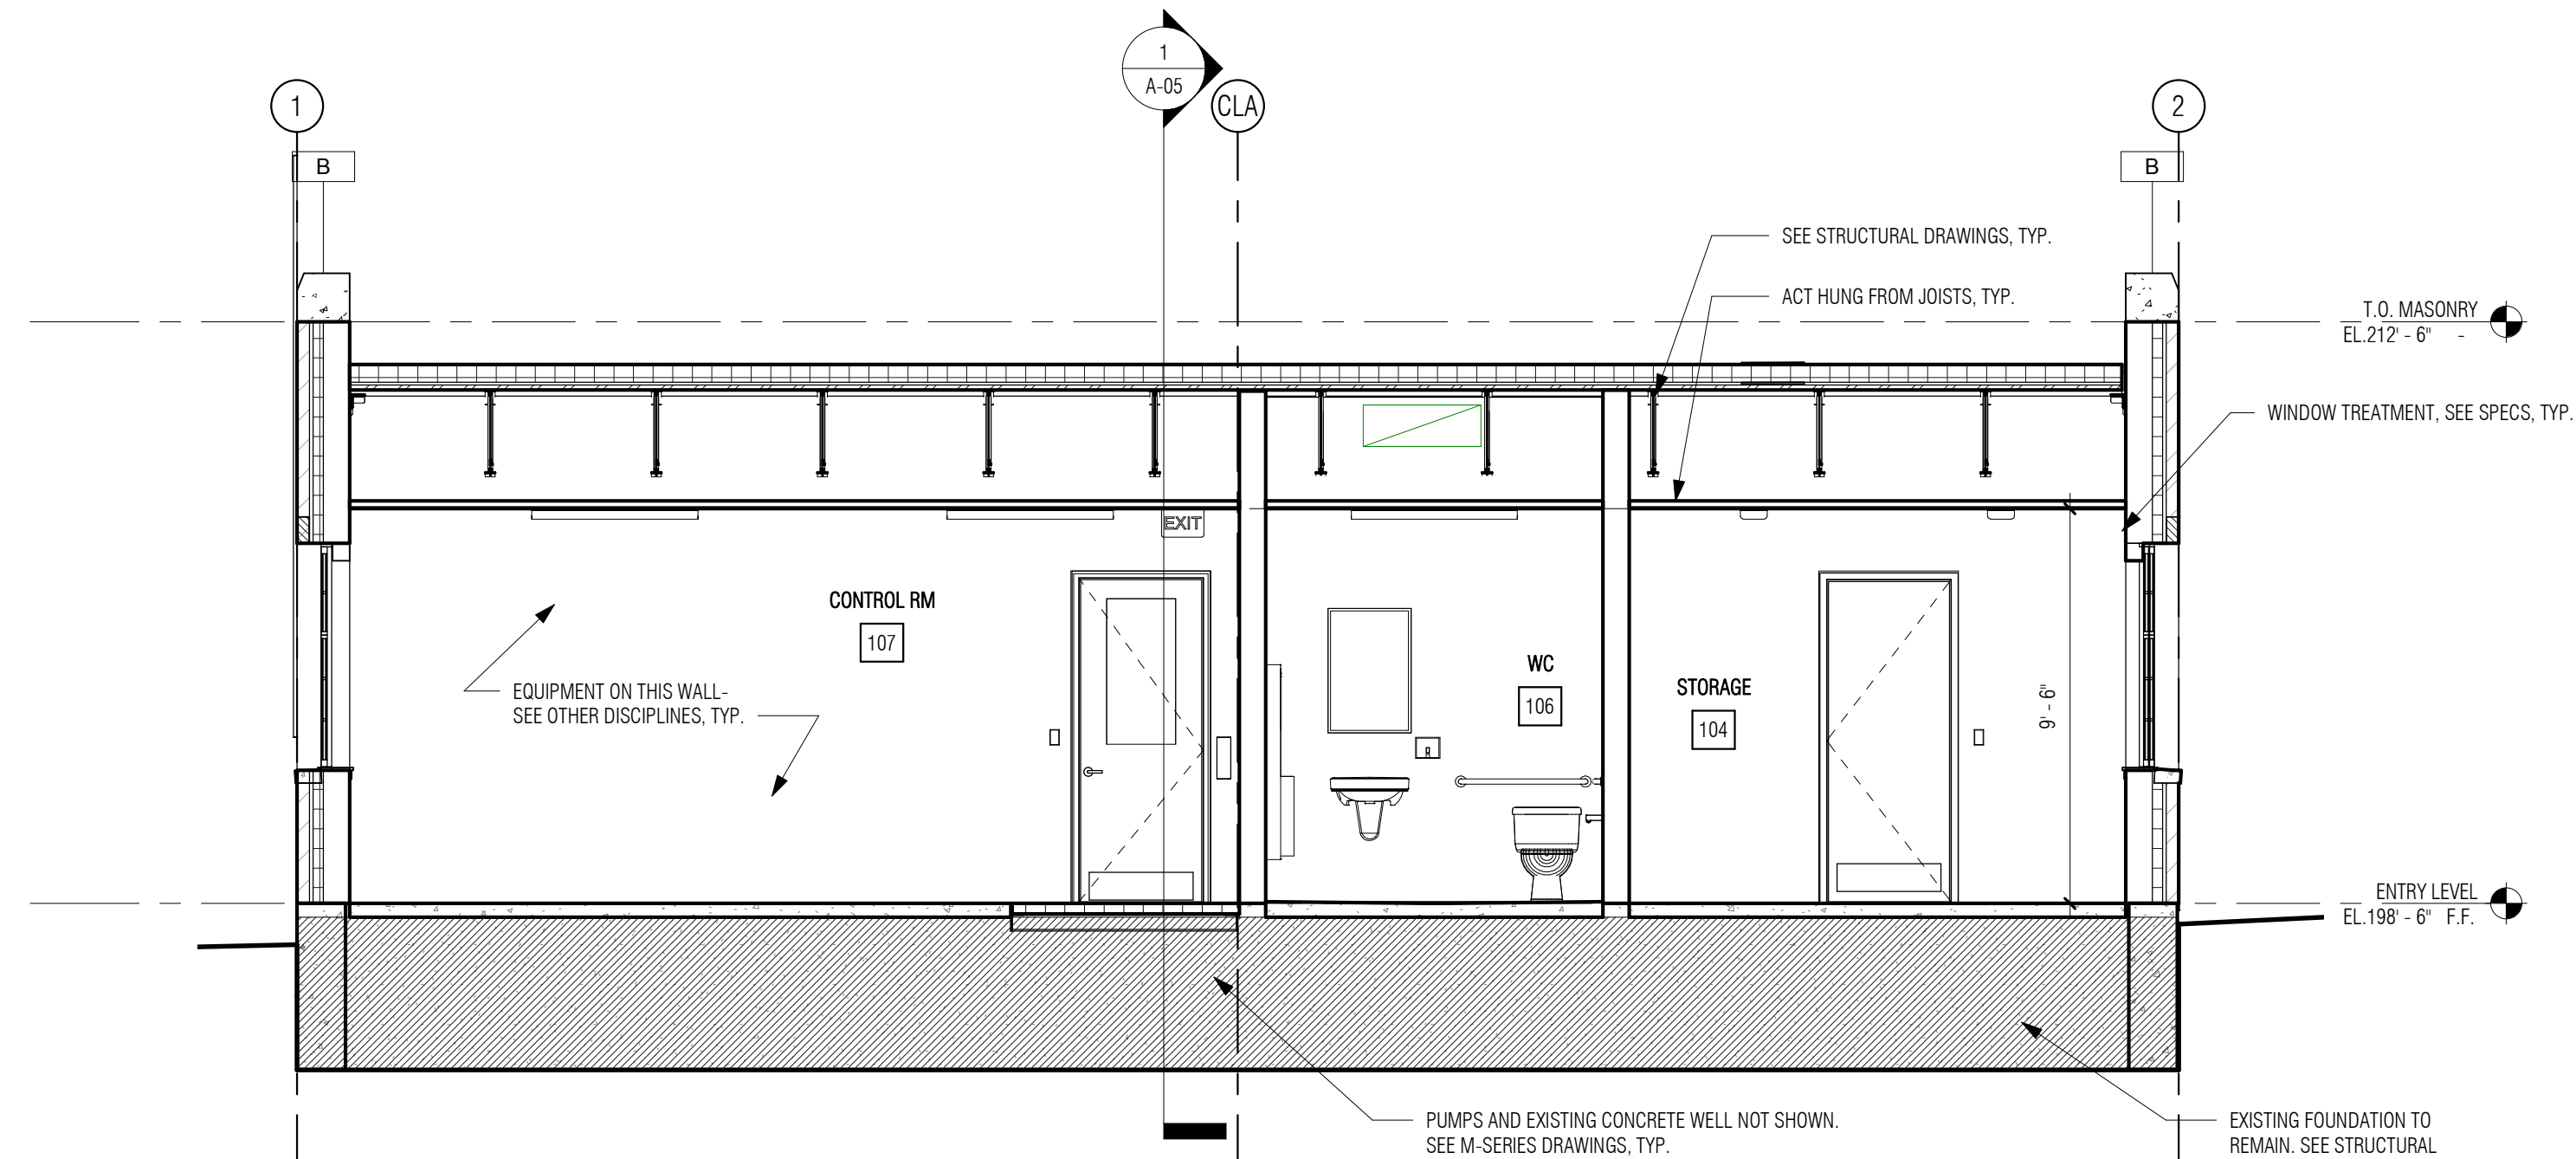 1
A-05
1
CLA
2
B
B
SEE STRUCTURAL DRAWINGS, TYP.
ACT HUNG FROM JOISTS, TYP.
T.O. MASONRY
EL.212' - 6" -
WINDOW TREATMENT, SEE SPECS, TYP.
EXIT
CONTROL RM
107
EQUIPMENT ON THIS WALL-
SEE OTHER DISCIPLINES, TYP.
WC
106
STORAGE
104
9' - 6"
ENTRY LEVEL
EL.198' - 6" F.F.
PUMPS AND EXISTING CONCRETE WELL NOT SHOWN.
SEE M-SERIES DRAWINGS, TYP.
EXISTING FOUNDATION TO
REMAIN. SEE STRUCTURAL